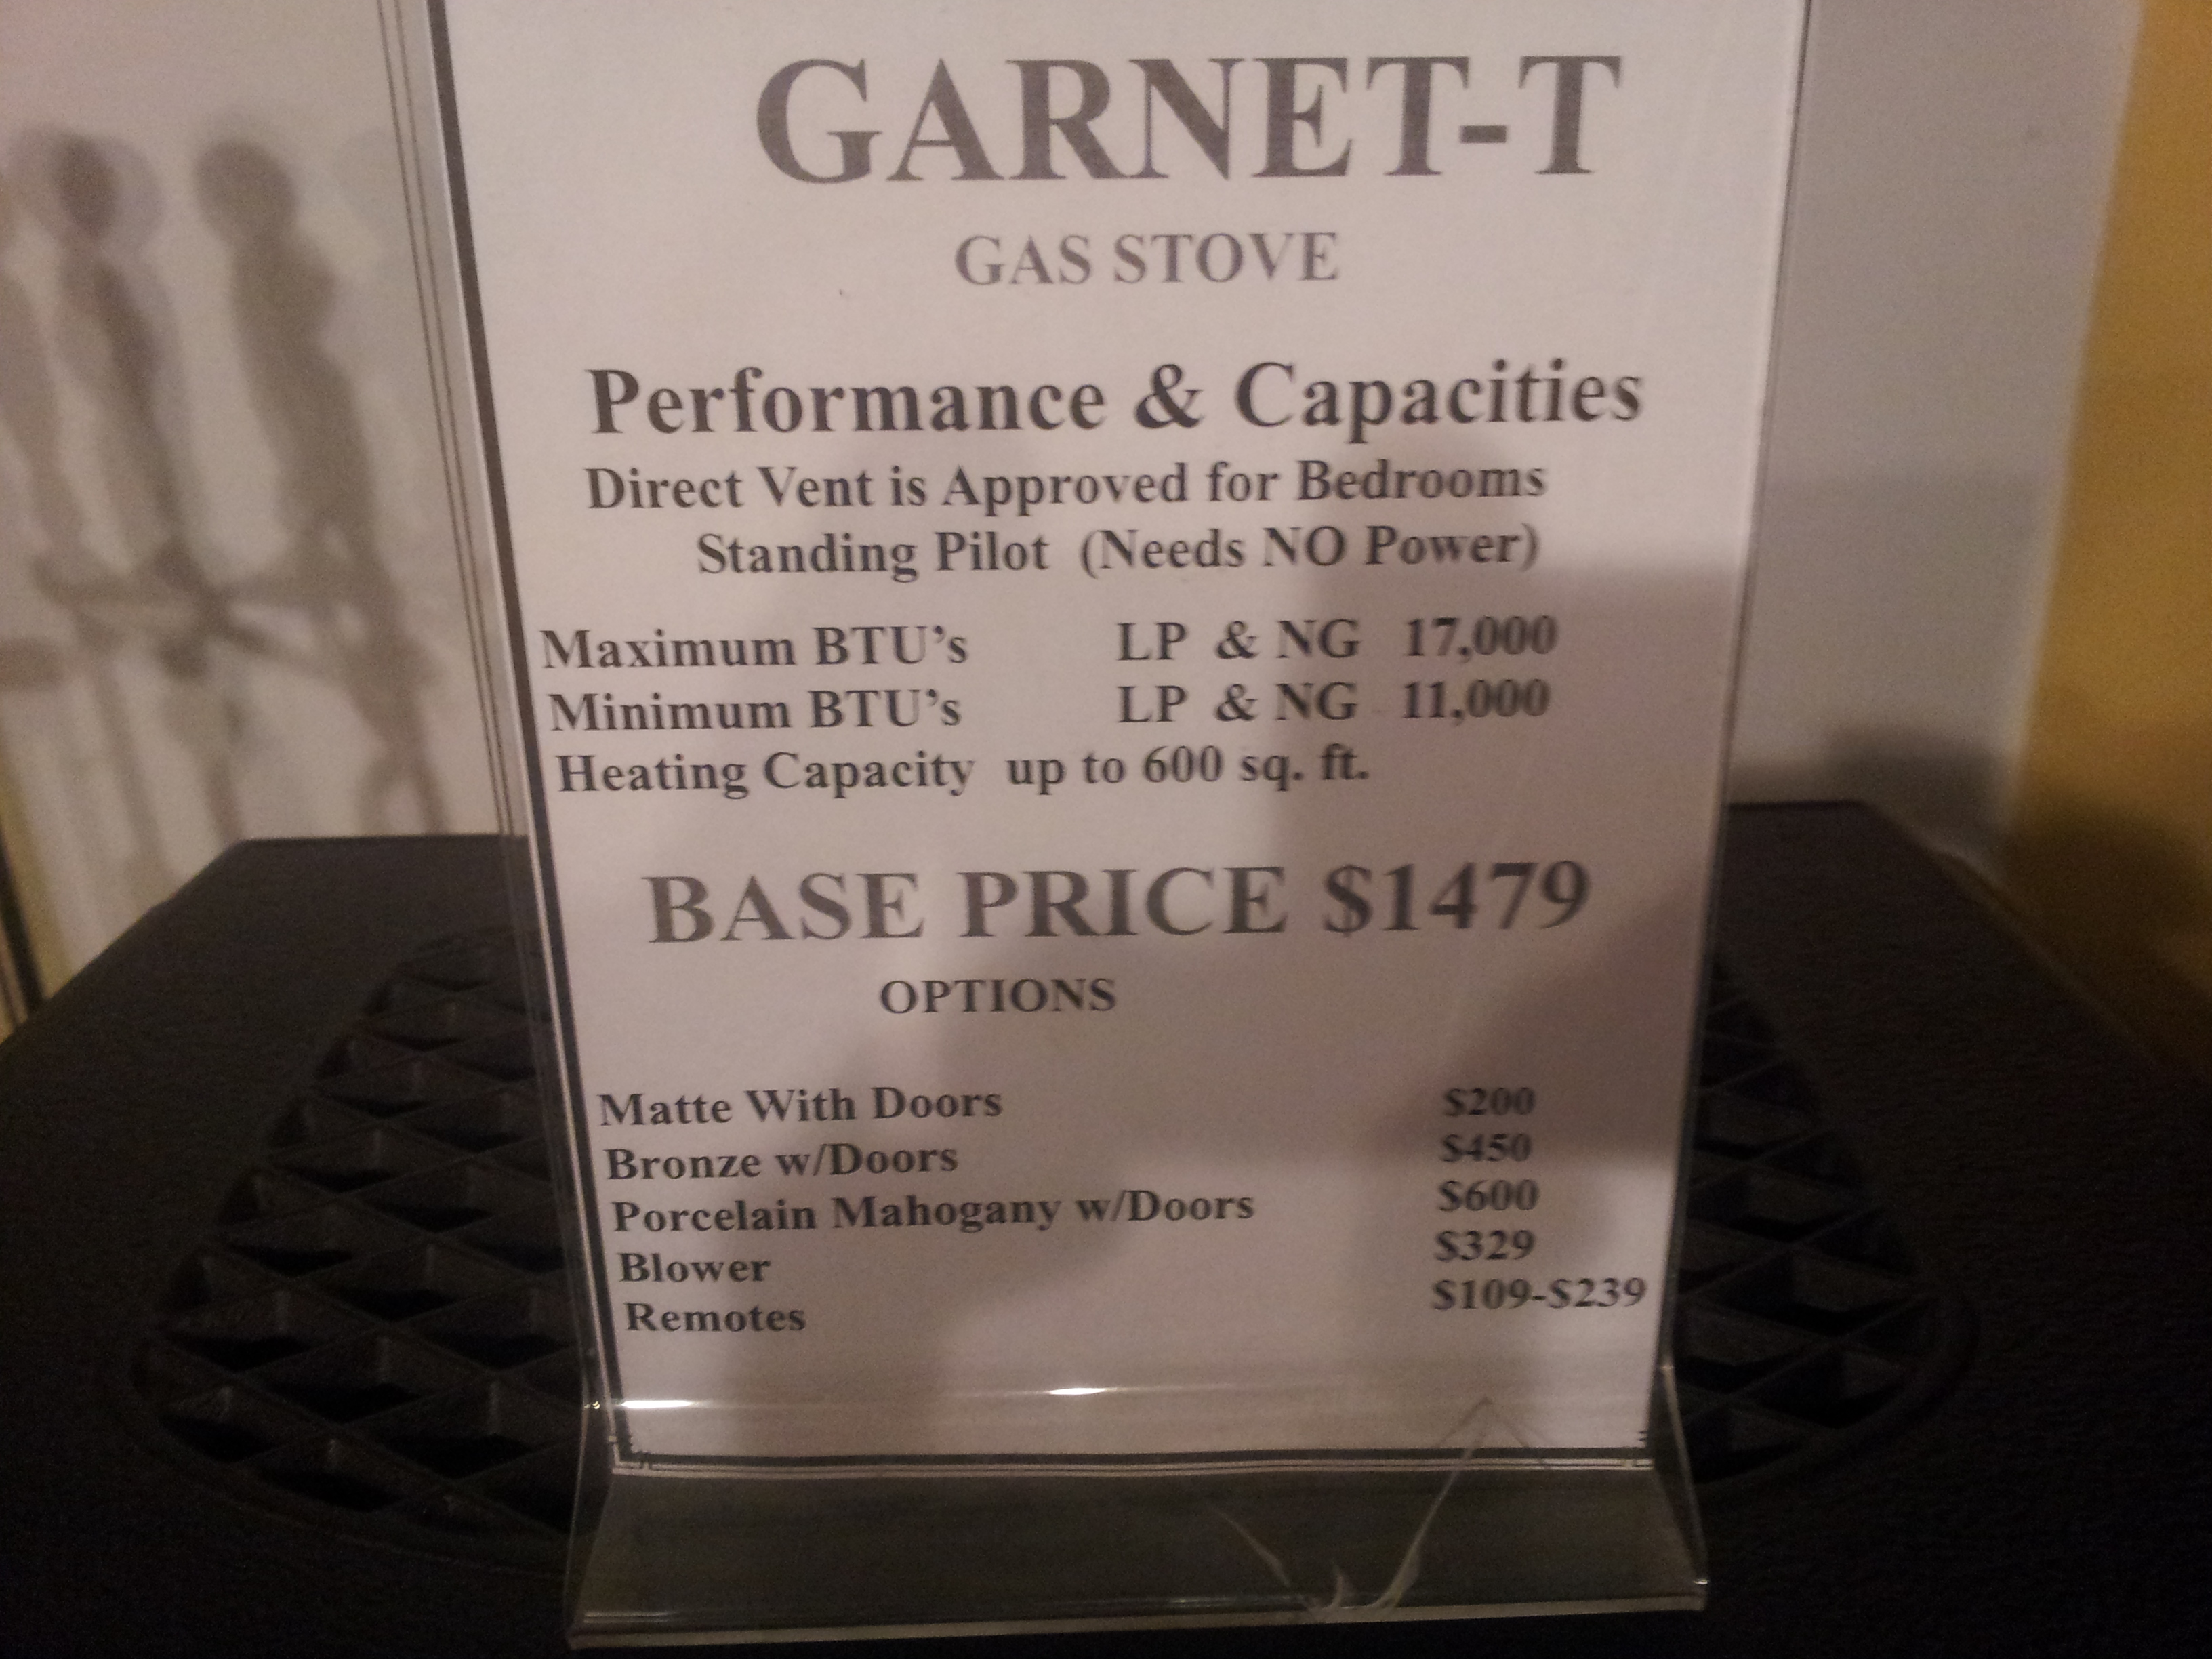 GARNET-T
GAS STOVE
Performance & Capacities
Direct Vent is Approved for Bedrooms
Standing Pilot (Needs NO Power)
Maximum BTU's LP & NG 17,000
Minimum BTU's LP & NG 11,000
Heating Capacity up to 600 sq. ft.
BASE PRICE $1479
OPTIONS
Matte With Doors $200
Bronze w/Doors $450
Porcelain Mahogany w/Doors $600
Blower $329
Remotes $109-$239